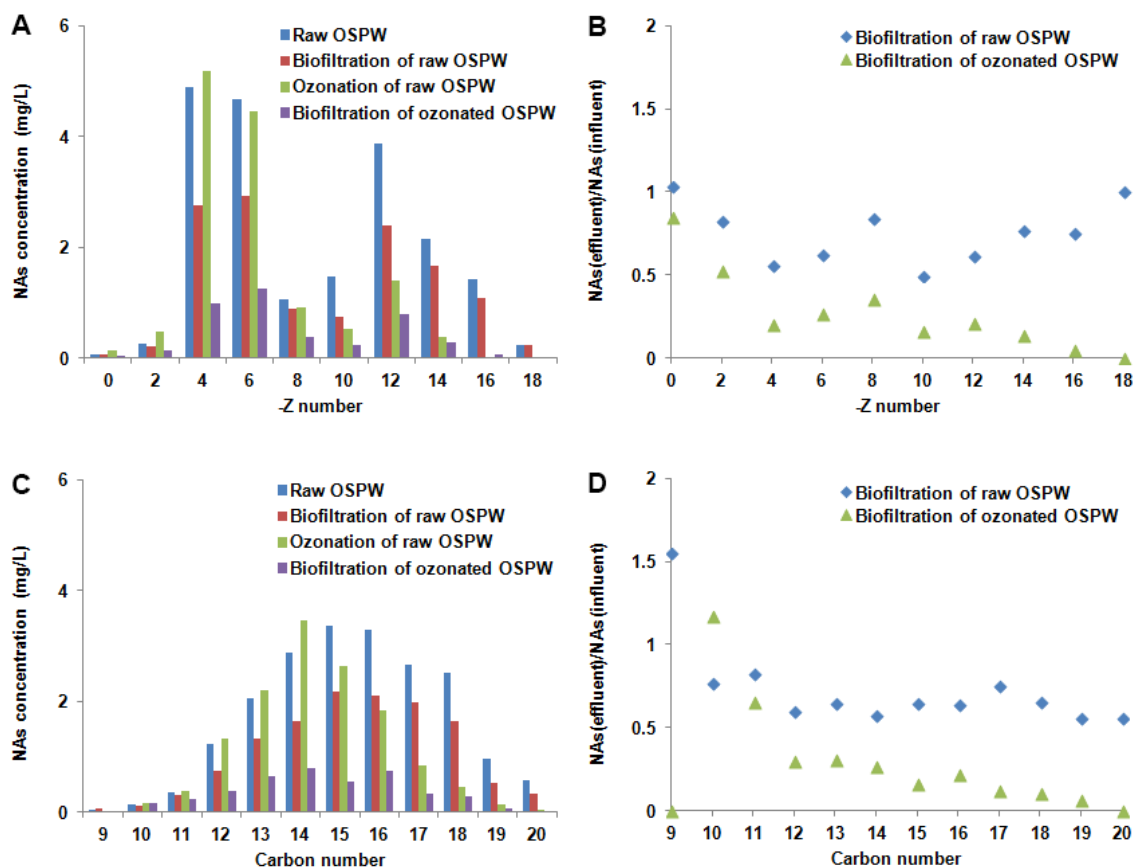 A
NAs concentration (mg/L)
6
4
2
0
Raw OSPW
Biofiltration of raw OSPW
Ozonation of raw OSPW
Biofiltration of ozonated OSPW
0 2 4 6 8 10 12 14 16 18
-Z number
B
NAs(effluent)/NAs(influent)
2
1.5
1
0.5
0
Biofiltration of raw OSPW
Biofiltration of ozonated OSPW
0 2 4 6 8 10 12 14 16 18
-Z number
C
NAs concentration (mg/L)
6
4
2
0
Raw OSPW
Biofiltration of raw OSPW
Ozonation of raw OSPW
Biofiltration of ozonated OSPW
9 10 11 12 13 14 15 16 17 18 19 20
Carbon number
D
NAs(effluent)/NAs(influent)
2
1.5
1
0.5
0
Biofiltration of raw OSPW
Biofiltration of ozonated OSPW
9 10 11 12 13 14 15 16 17 18 19 20
Carbon number